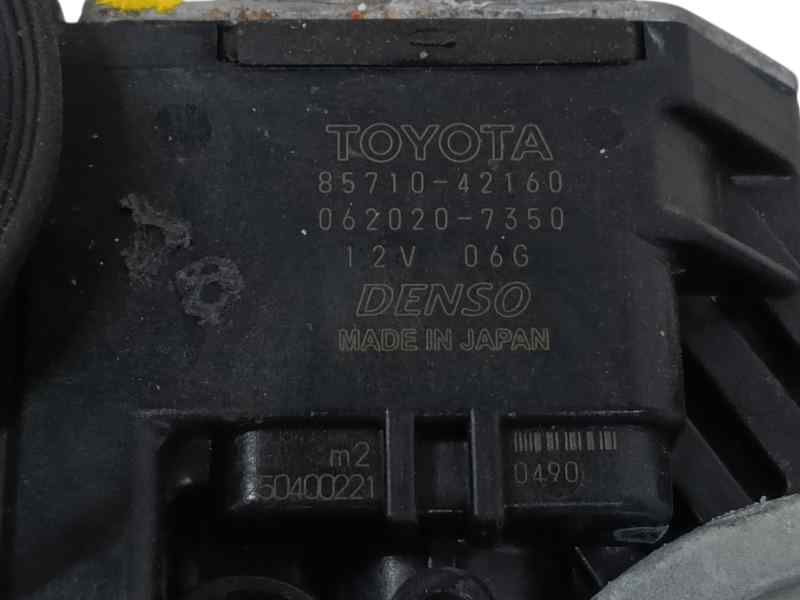 TOYOTA
85710-42160
062020-7350
12V 06G
DENSO
MADE IN JAPAN
m2
50400221
0490